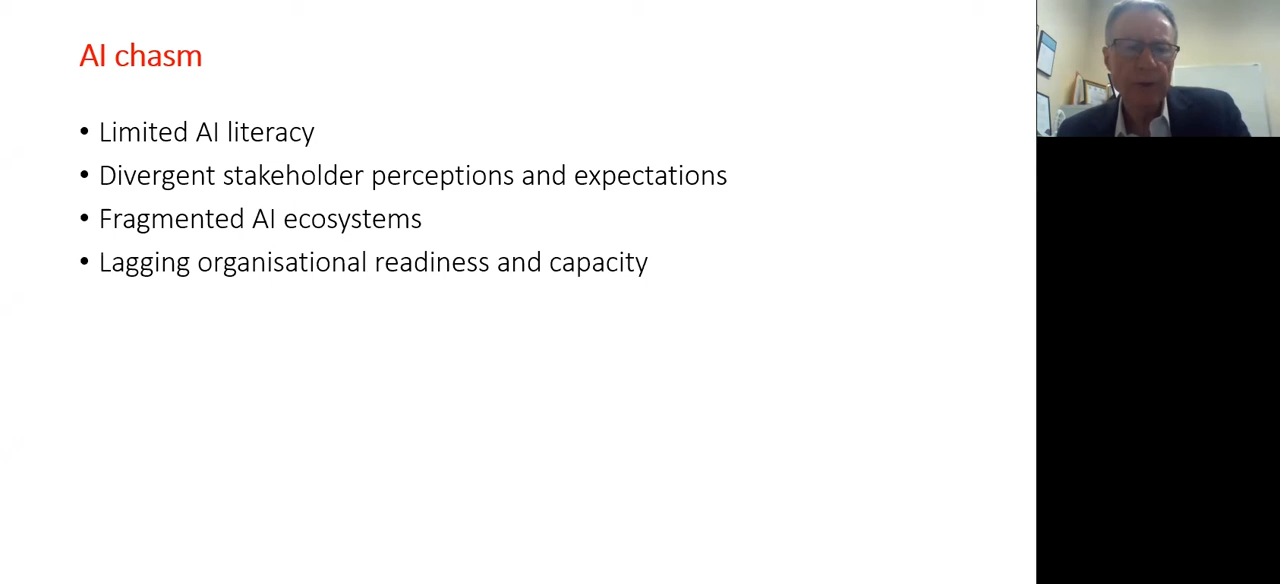 AI chasm
• Limited AI literacy
• Divergent stakeholder perceptions and expectations
• Fragmented AI ecosystems
• Lagging organisational readiness and capacity